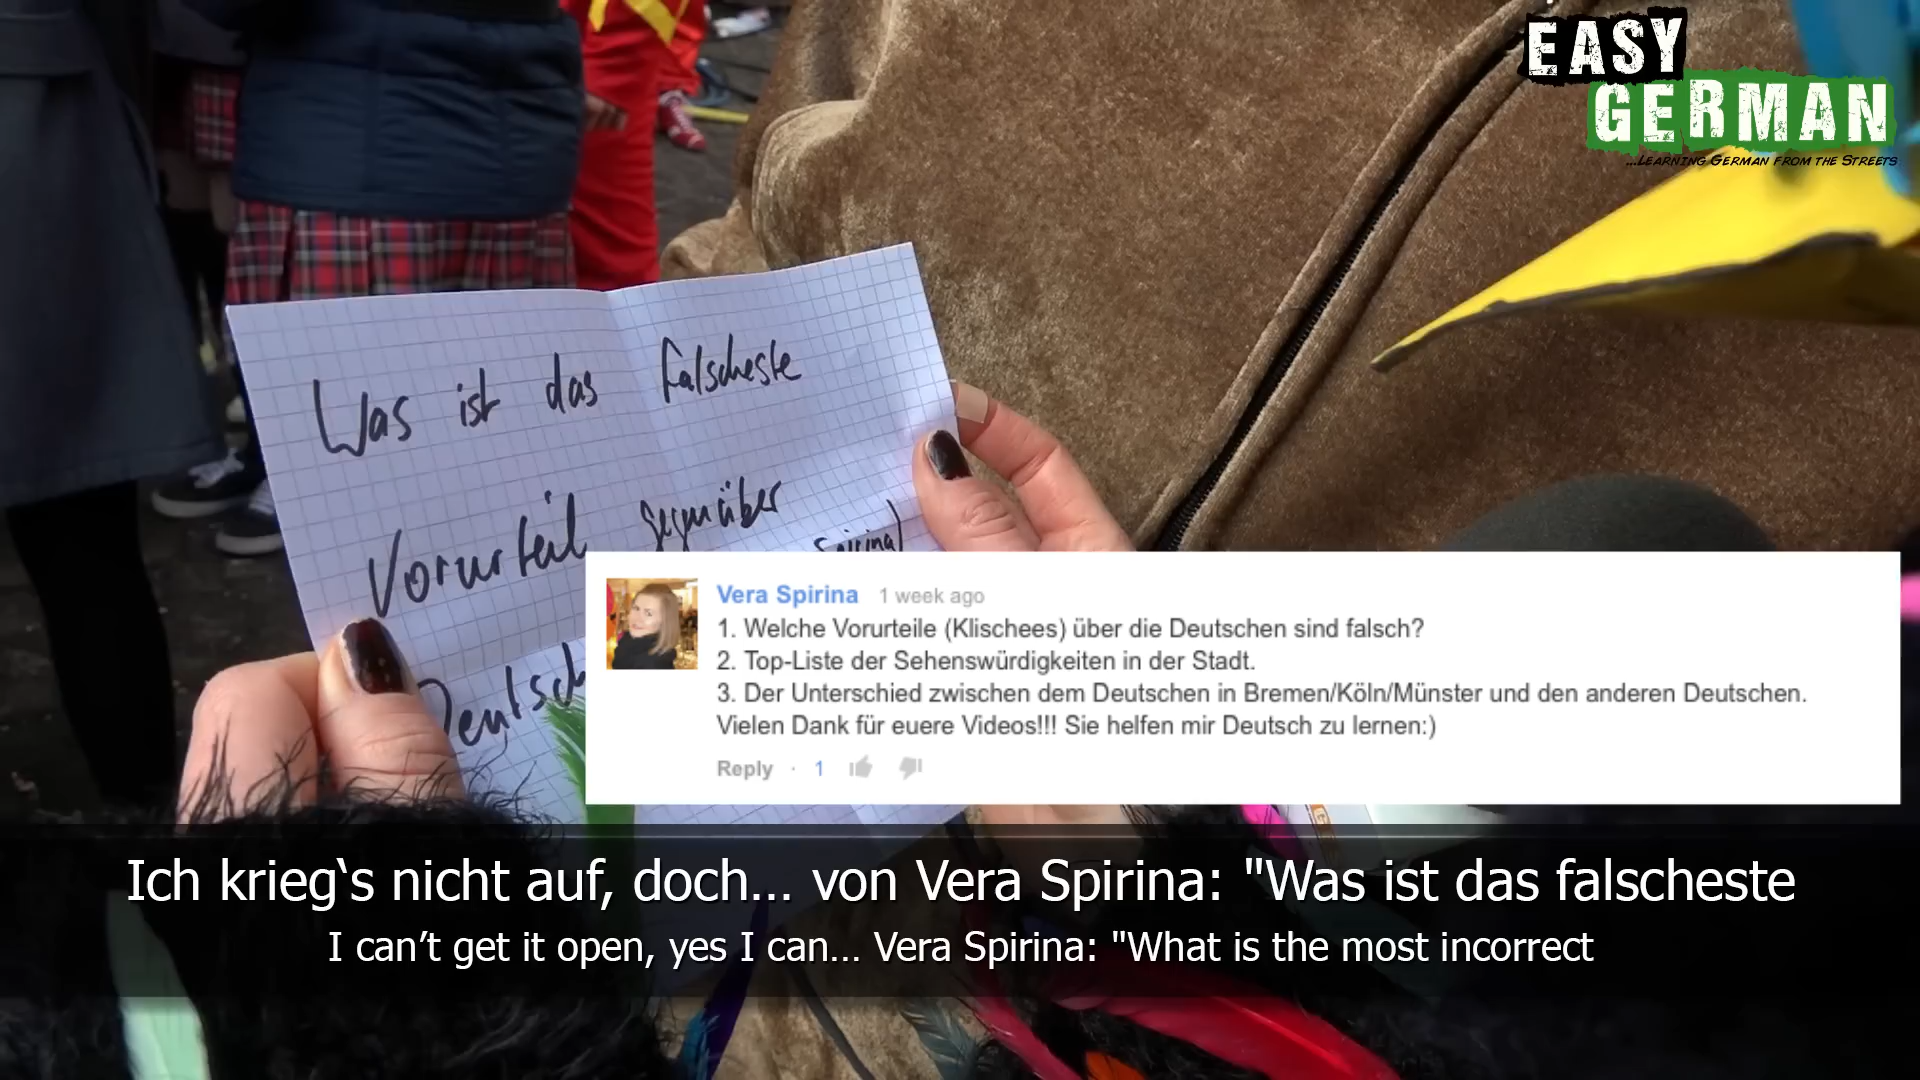 EASY
GERMAN
...LEARNING GERMAN FROM THE STREETS
Was ist das falscheste
Vorurteil gegenüber
Spirina)
Deutsch
Vera Spirina 1 week ago
1. Welche Vorurteile (Klischees) über die Deutschen sind falsch?
2. Top-Liste der Sehenswürdigkeiten in der Stadt.
3. Der Unterschied zwischen dem Deutschen in Bremen/Köln/Münster und den anderen Deutschen.
Vielen Dank für euere Videos!!! Sie helfen mir Deutsch zu lernen:)
Reply · 1
Ich krieg‘s nicht auf, doch... von Vera Spirina: "Was ist das falscheste
I can’t get it open, yes I can... Vera Spirina: "What is the most incorrect